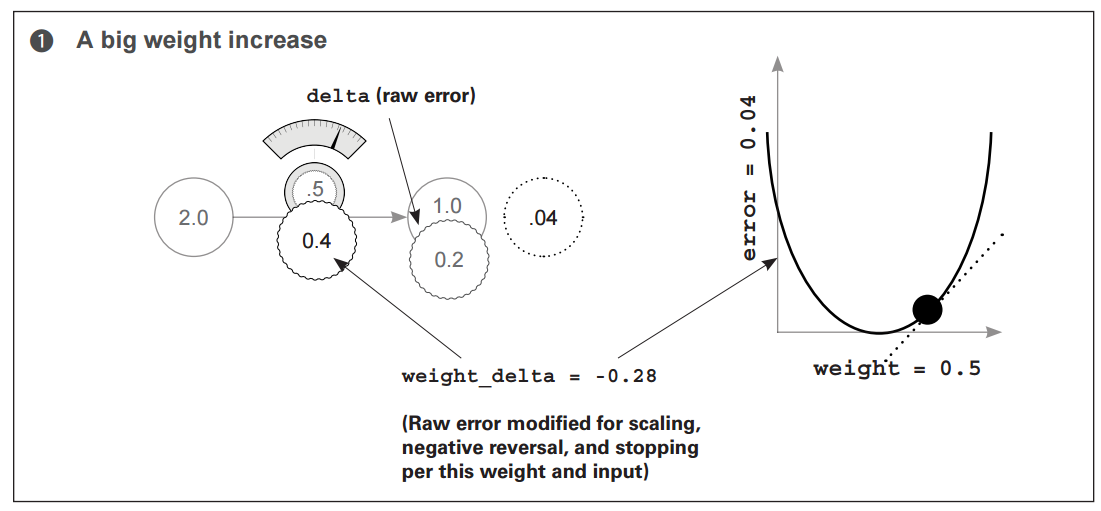 1 A big weight increase
delta (raw error)
.5
2.0
0.4
1.0
0.2
.04
error = 0.04
weight = 0.5
weight_delta = -0.28
(Raw error modified for scaling,
negative reversal, and stopping
per this weight and input)